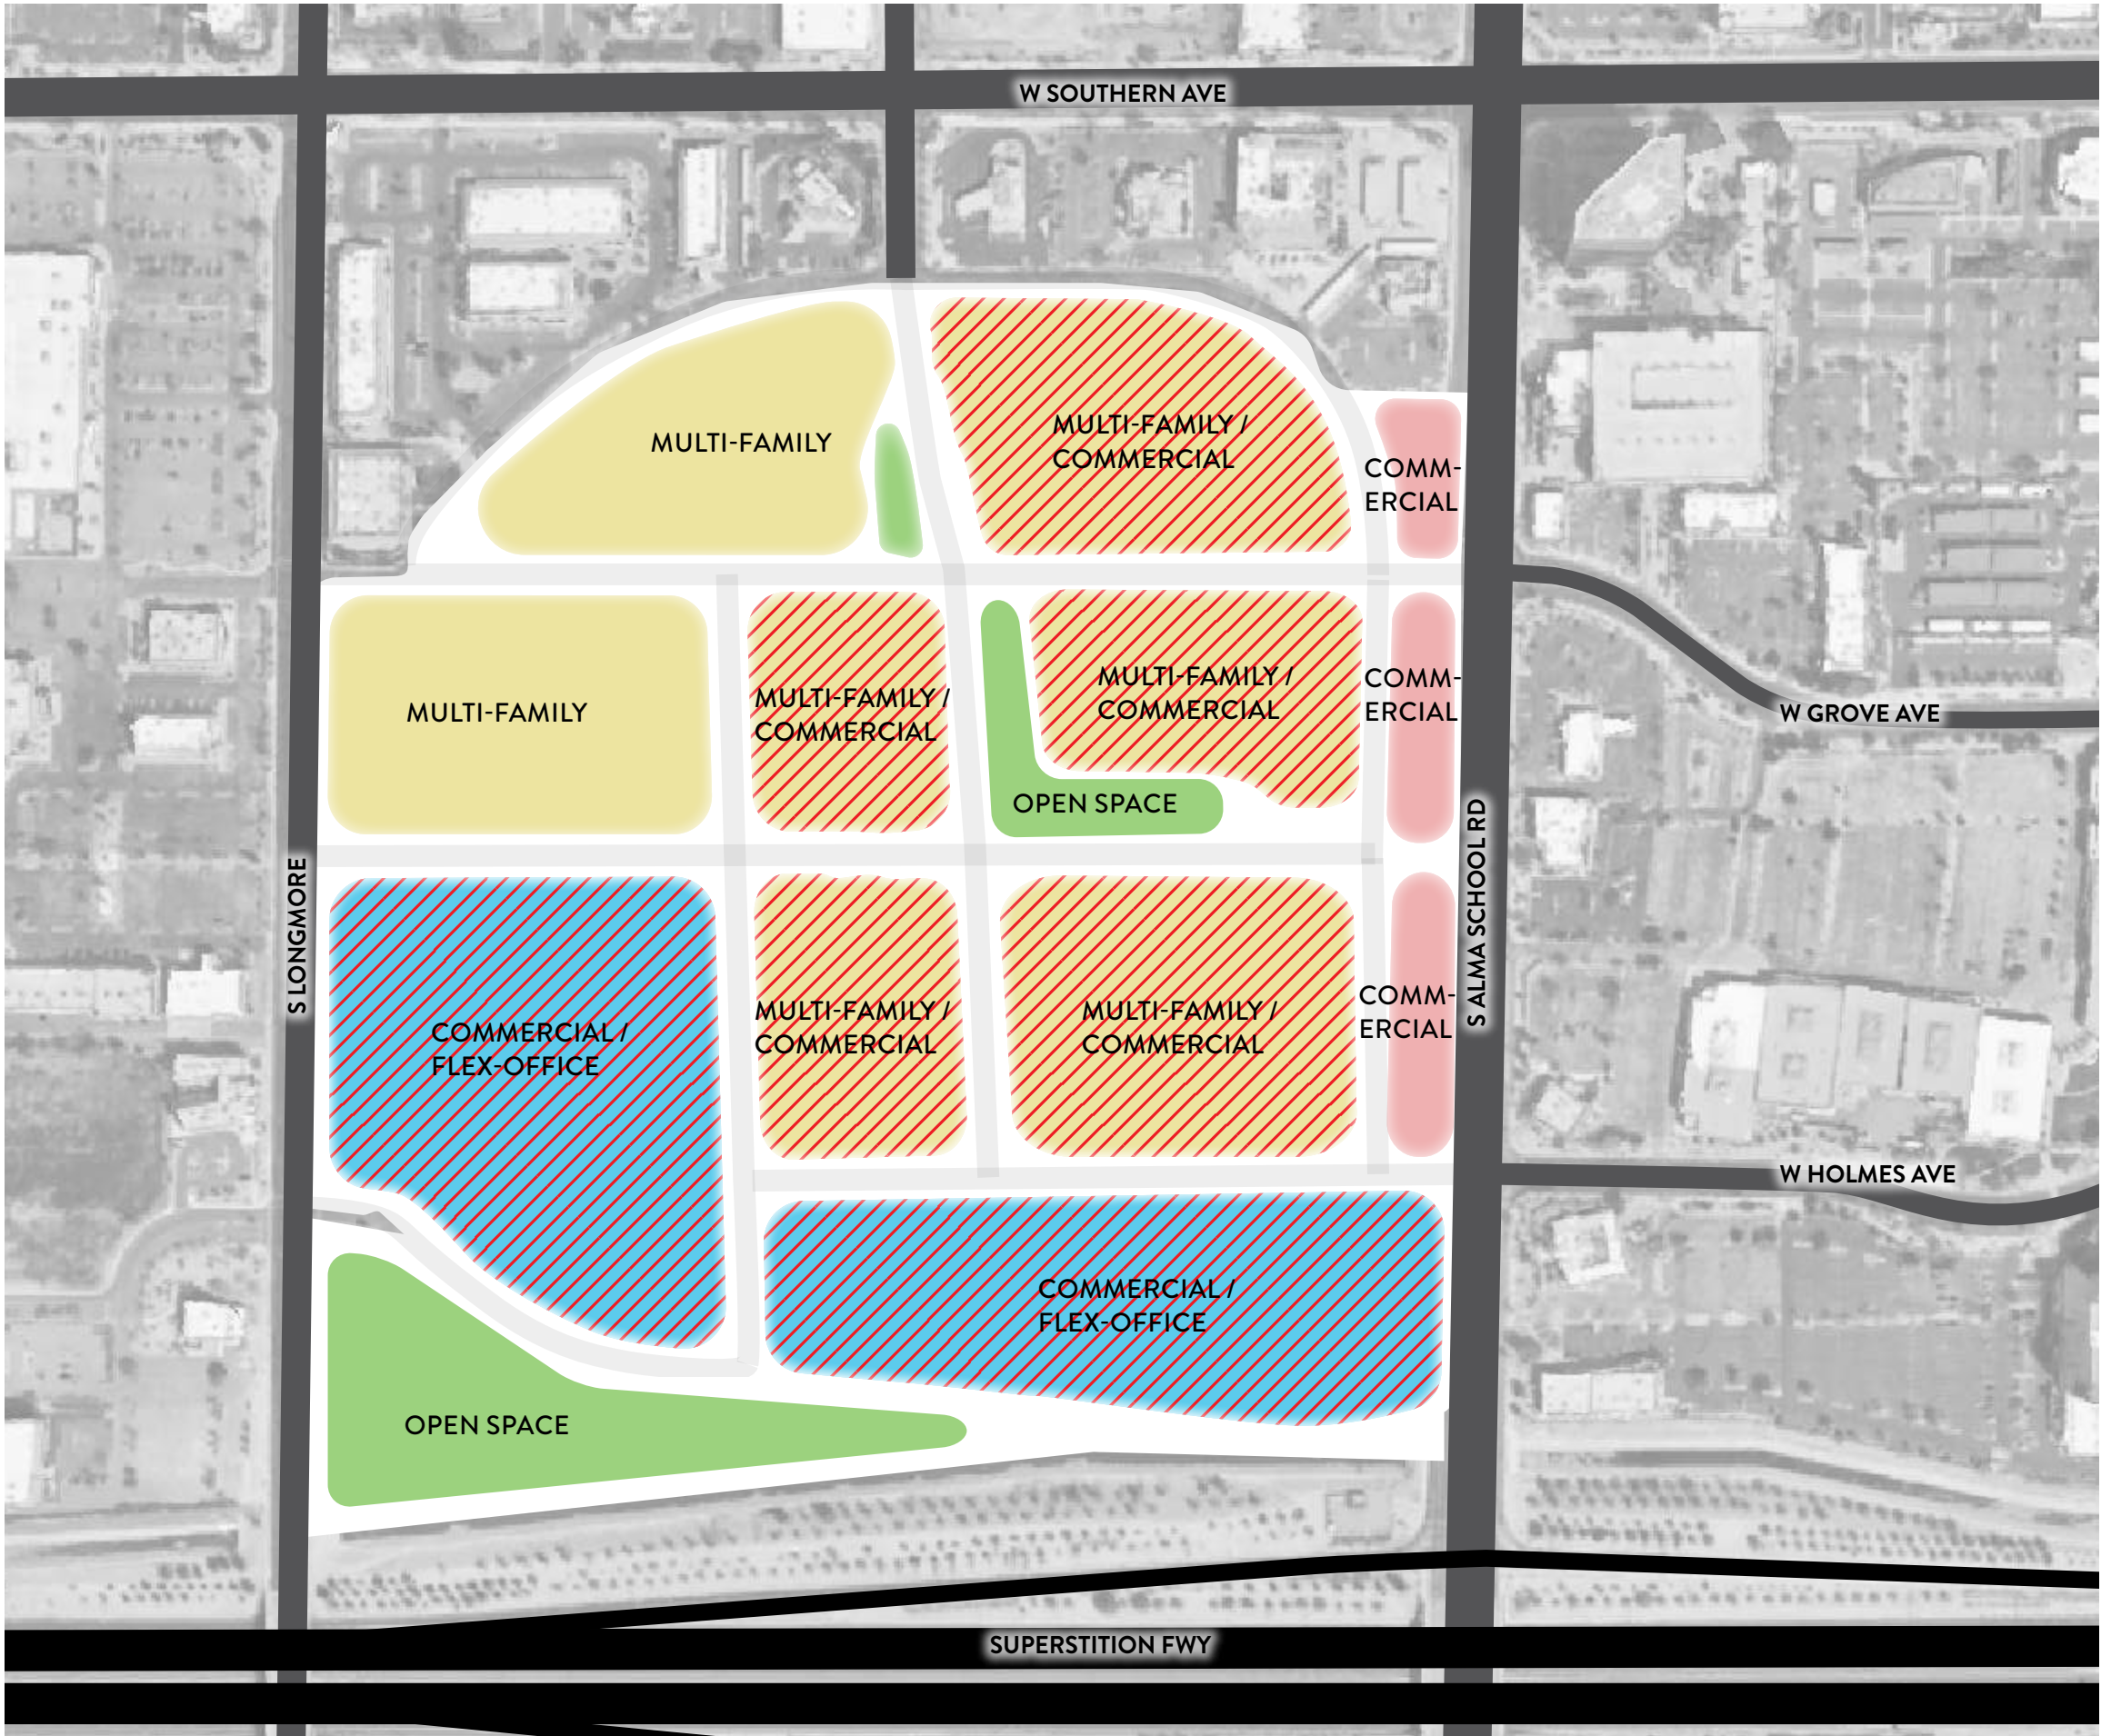 W SOUTHERN AVE
MULTI-FAMILY
MULTI-FAMILY /
COMMERCIAL
COMM-
ERCIAL
MULTI-FAMILY
MULTI-FAMILY /
COMMERCIAL
MULTI-FAMILY /
COMMERCIAL
COMM-
ERCIAL
W GROVE AVE
OPEN SPACE
S LONGMORE
S ALMA SCHOOL RD
COMMERCIAL /
FLEX-OFFICE
MULTI-FAMILY /
COMMERCIAL
MULTI-FAMILY /
COMMERCIAL
COMM-
ERCIAL
W HOLMES AVE
COMMERCIAL /
FLEX-OFFICE
OPEN SPACE
SUPERSTITION FWY